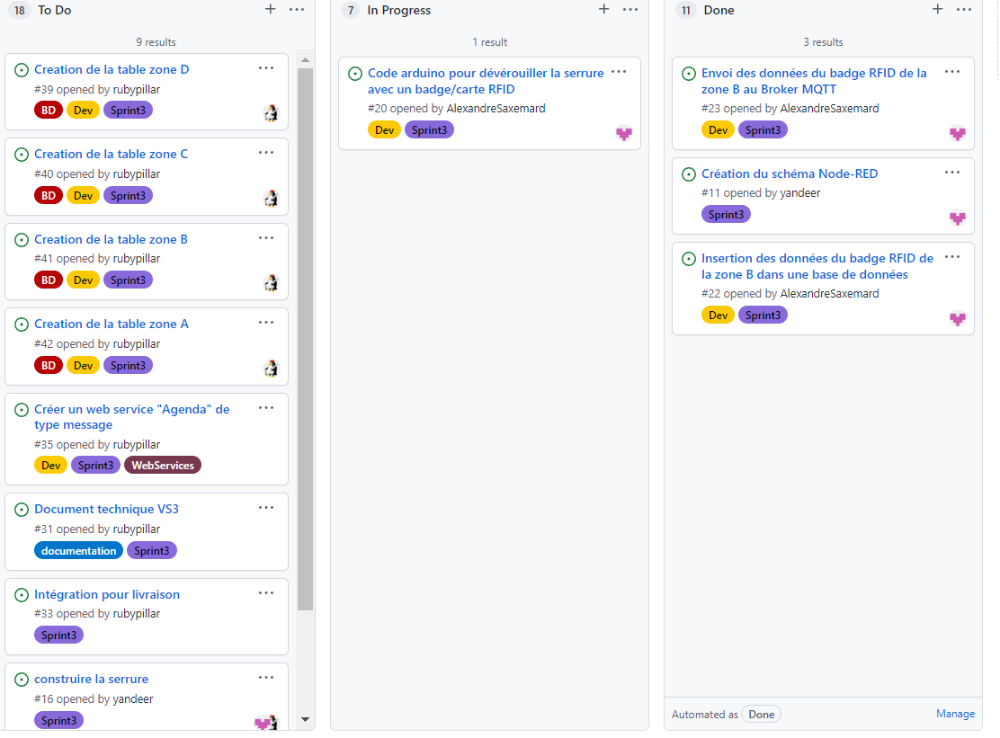 18 To Do
9 results
Creation de la table zone D
#39 opened by rubypillar
BD Dev Sprint3
Creation de la table zone C
#40 opened by rubypillar
BD Dev Sprint3
Creation de la table zone B
#41 opened by rubypillar
BD Dev Sprint3
Creation de la table zone A
#42 opened by rubypillar
BD Dev Sprint3
Créer un web service "Agenda" de
type message
#35 opened by rubypillar
Dev Sprint3 WebServices
Document technique VS3
#31 opened by rubypillar
documentation Sprint3
Intégration pour livraison
#33 opened by rubypillar
Sprint3
construire la serrure
#16 opened by yandeer
Sprint3
7 In Progress
1 result
Code arduino pour dévérouiller la serrure
avec un badge/carte RFID
#20 opened by AlexandreSaxemard
Dev Sprint3
11 Done
3 results
Envoi des données du badge RFID de la
zone B au Broker MQTT
#23 opened by AlexandreSaxemard
Dev Sprint3
Création du schéma Node-RED
#11 opened by yandeer
Sprint3
Insertion des données du badge RFID de
la zone B dans une base de données
#22 opened by AlexandreSaxemard
Dev Sprint3
Automated as Done Manage